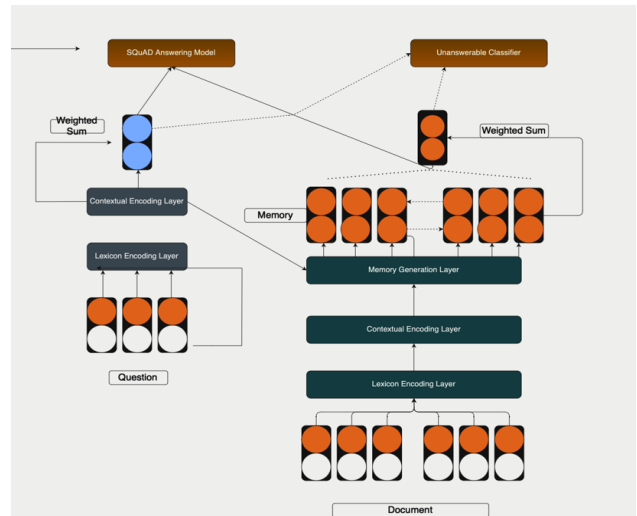 SQuAD Answering Model
Unanswerable Classifier
Weighted
Sum
Weighted Sum
Contextual Encoding Layer
Memory
Lexicon Encoding Layer
Memory Generation Layer
Contextual Encoding Layer
Question
Lexicon Encoding Layer
Document